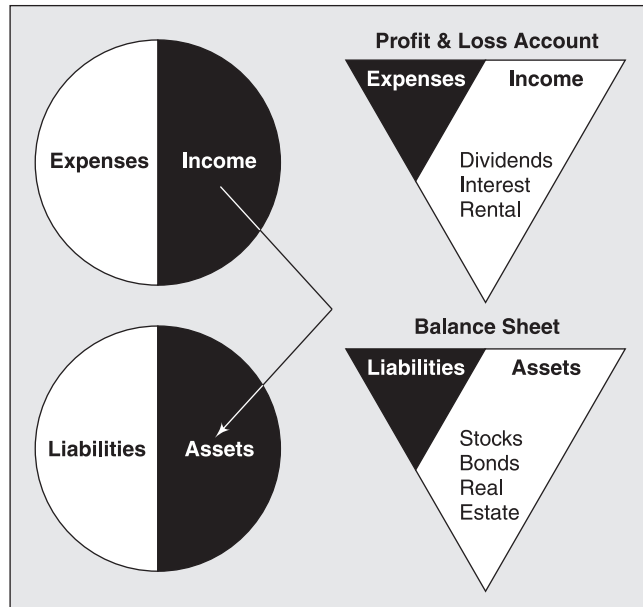 Expenses
Income
Profit & Loss Account
Expenses
Income
Dividends
Interest
Rental
Liabilities
Assets
Balance Sheet
Liabilities
Assets
Stocks
Bonds
Real
Estate